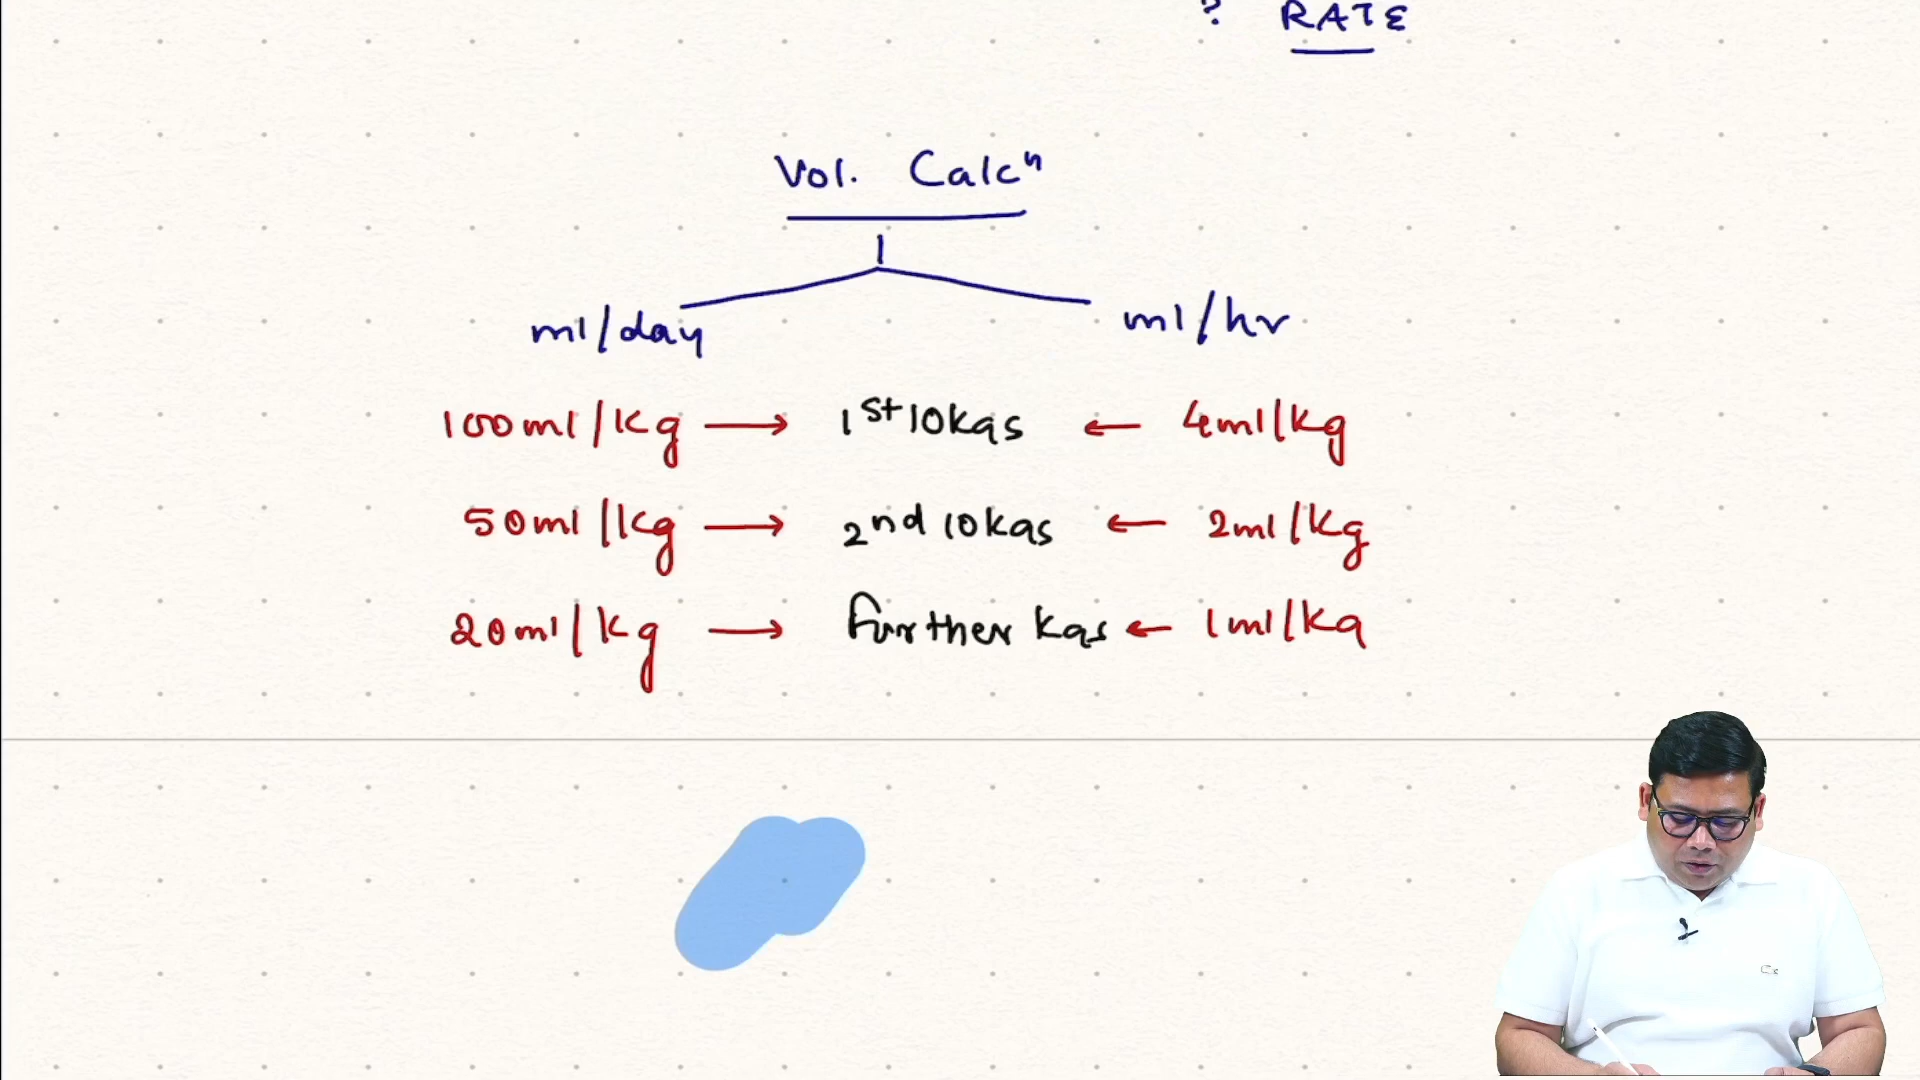 ? RATE
Vol. Calcⁿ
ml/day ml/hr
100ml/kg → 1st 10kgs ← 4ml/kg
50ml/kg → 2nd 10kgs ← 2ml/kg
20ml/kg → further kgs ← 1ml/kg